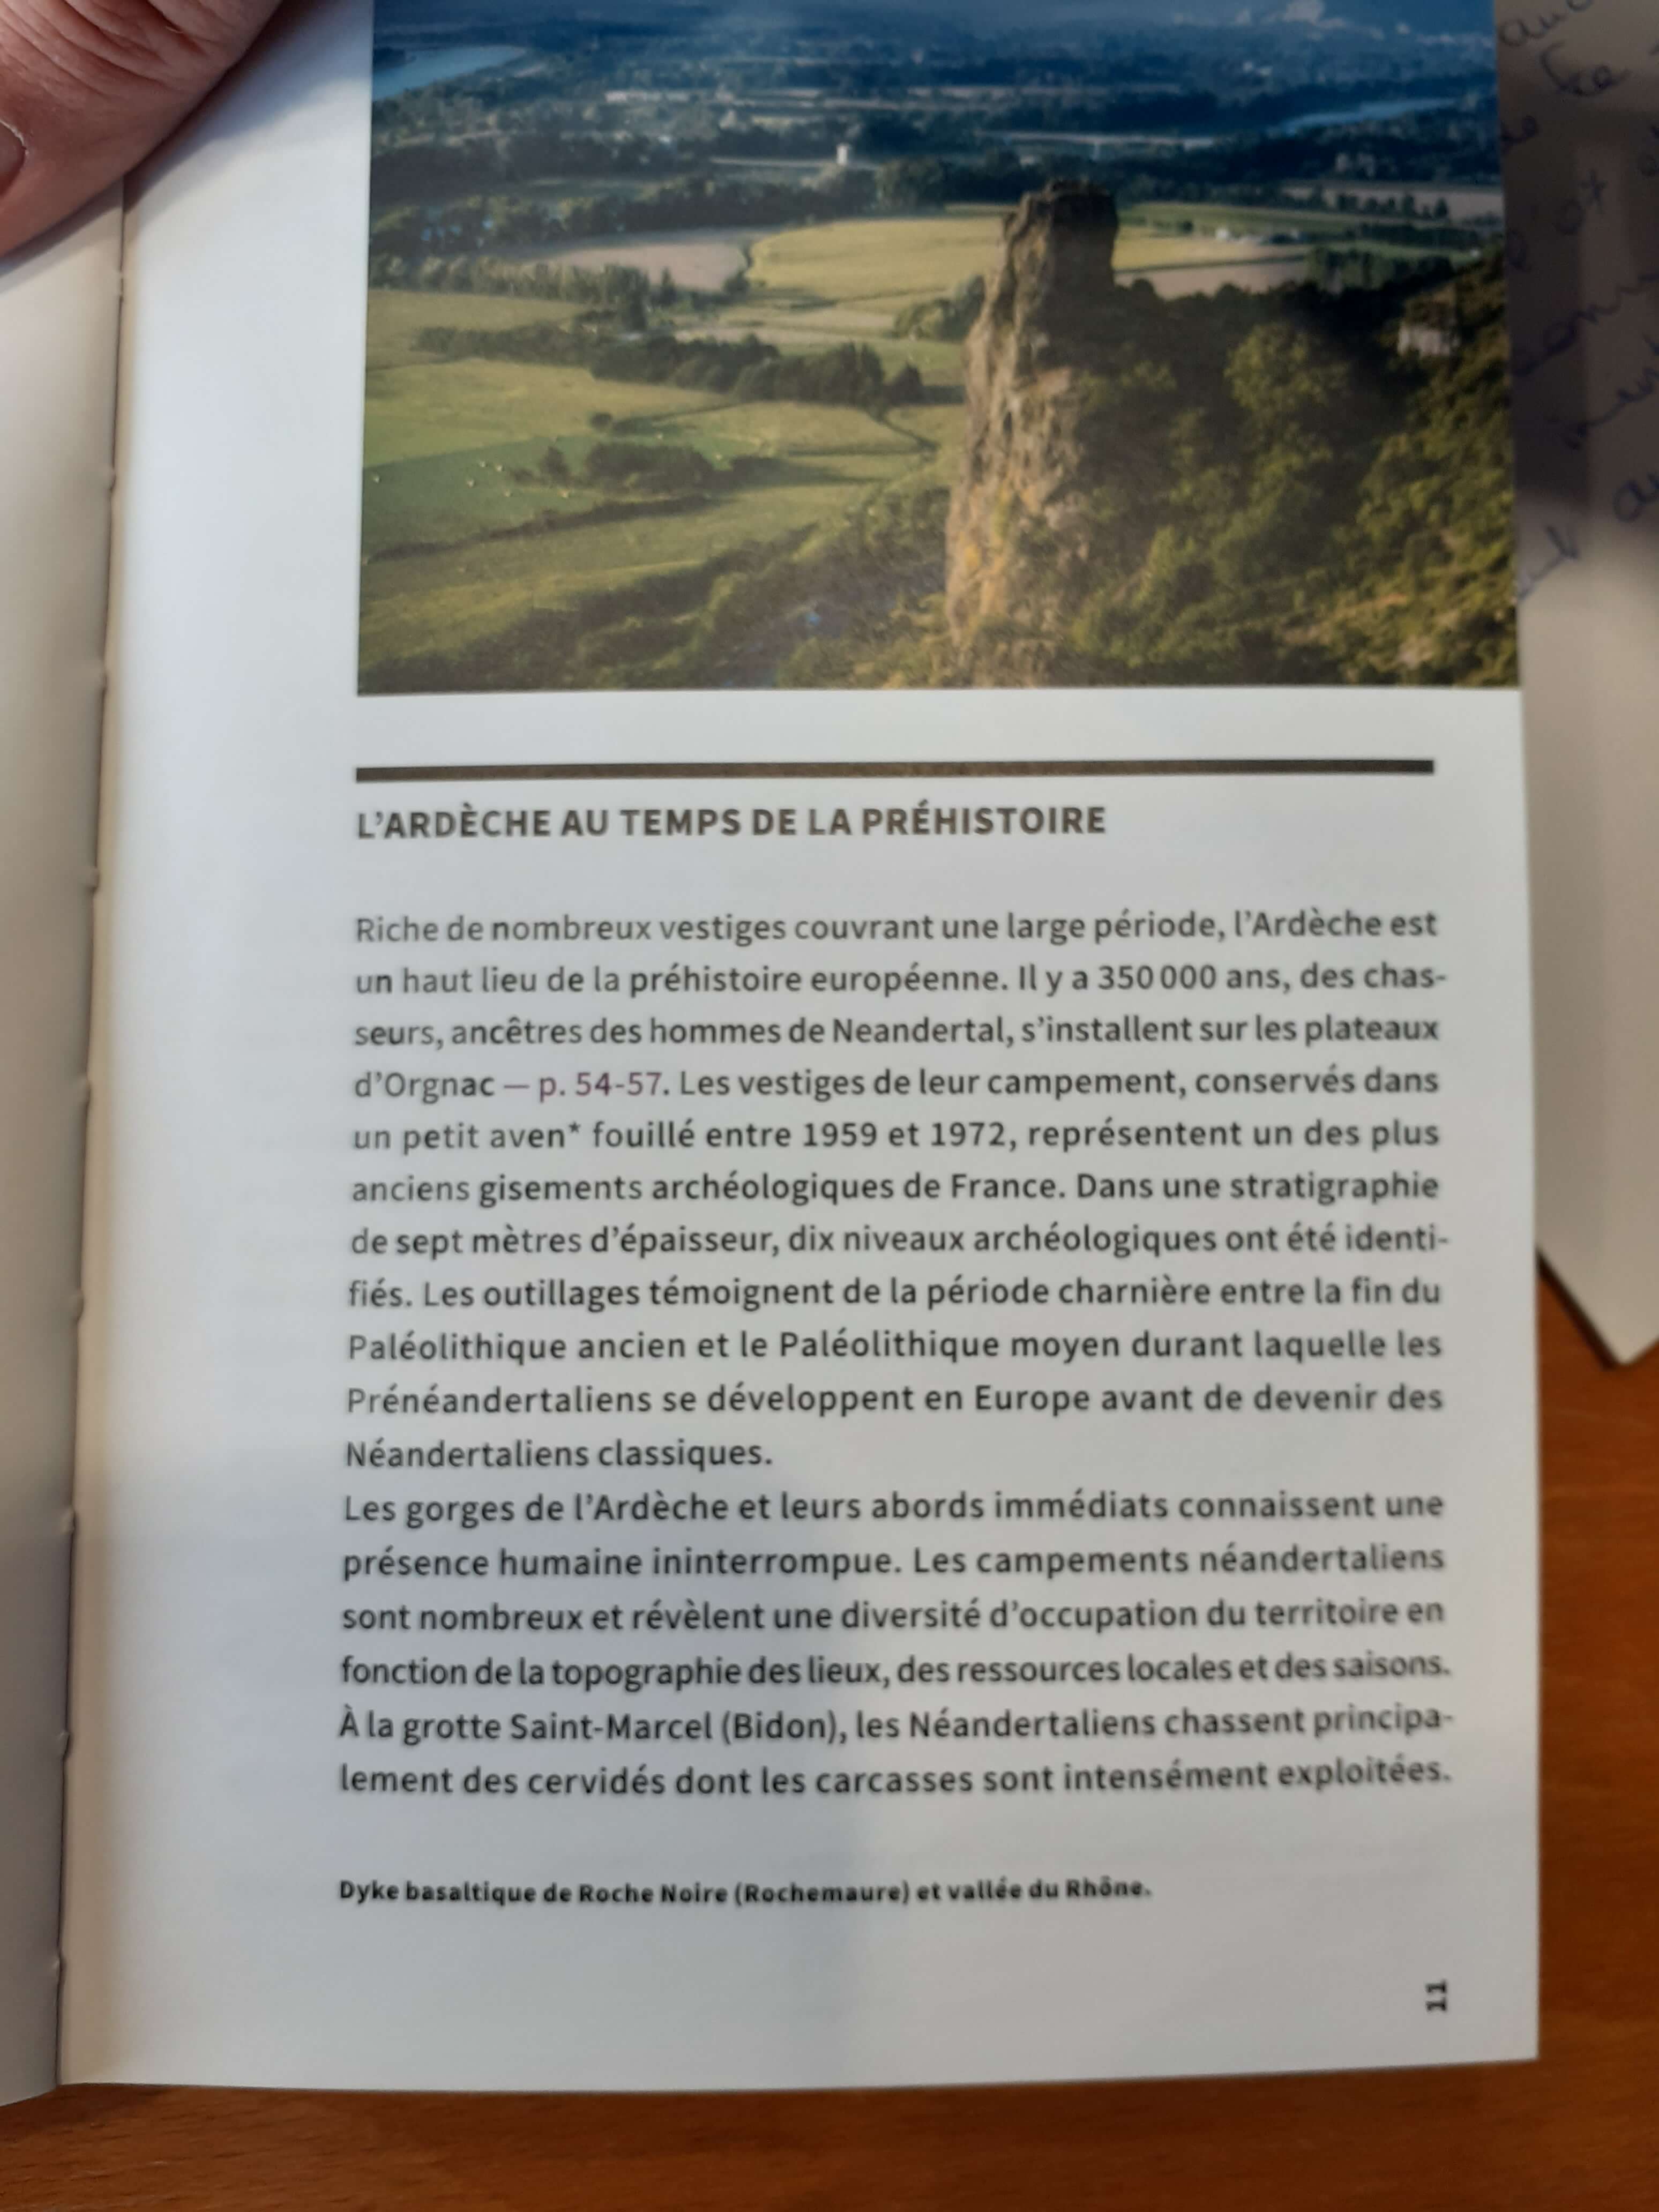 L'ARDÈCHE AU TEMPS DE LA PRÉHISTOIRE
Riche de nombreux vestiges couvrant une large période, l'Ardèche est
un haut lieu de la préhistoire européenne. Il y a 350 000 ans, des chas-
seurs, ancêtres des hommes de Neandertal, s'installent sur les plateaux
d'Orgnac — p. 54-57. Les vestiges de leur campement, conservés dans
un petit aven* fouillé entre 1959 et 1972, représentent un des plus
anciens gisements archéologiques de France. Dans une stratigraphie
de sept mètres d'épaisseur, dix niveaux archéologiques ont été identi-
fiés. Les outillages témoignent de la période charnière entre la fin du
Paléolithique ancien et le Paléolithique moyen durant laquelle les
Prénéandertaliens se développent en Europe avant de devenir des
Néandertaliens classiques.
Les gorges de l'Ardèche et leurs abords immédiats connaissent une
présence humaine ininterrompue. Les campements néandertaliens
sont nombreux et révèlent une diversité d'occupation du territoire en
fonction de la topographie des lieux, des ressources locales et des saisons.
À la grotte Saint-Marcel (Bidon), les Néandertaliens chassent principa-
lement des cervidés dont les carcasses sont intensément exploitées.
Dyke basaltique de Roche Noire (Rochemaure) et vallée du Rhône.
11